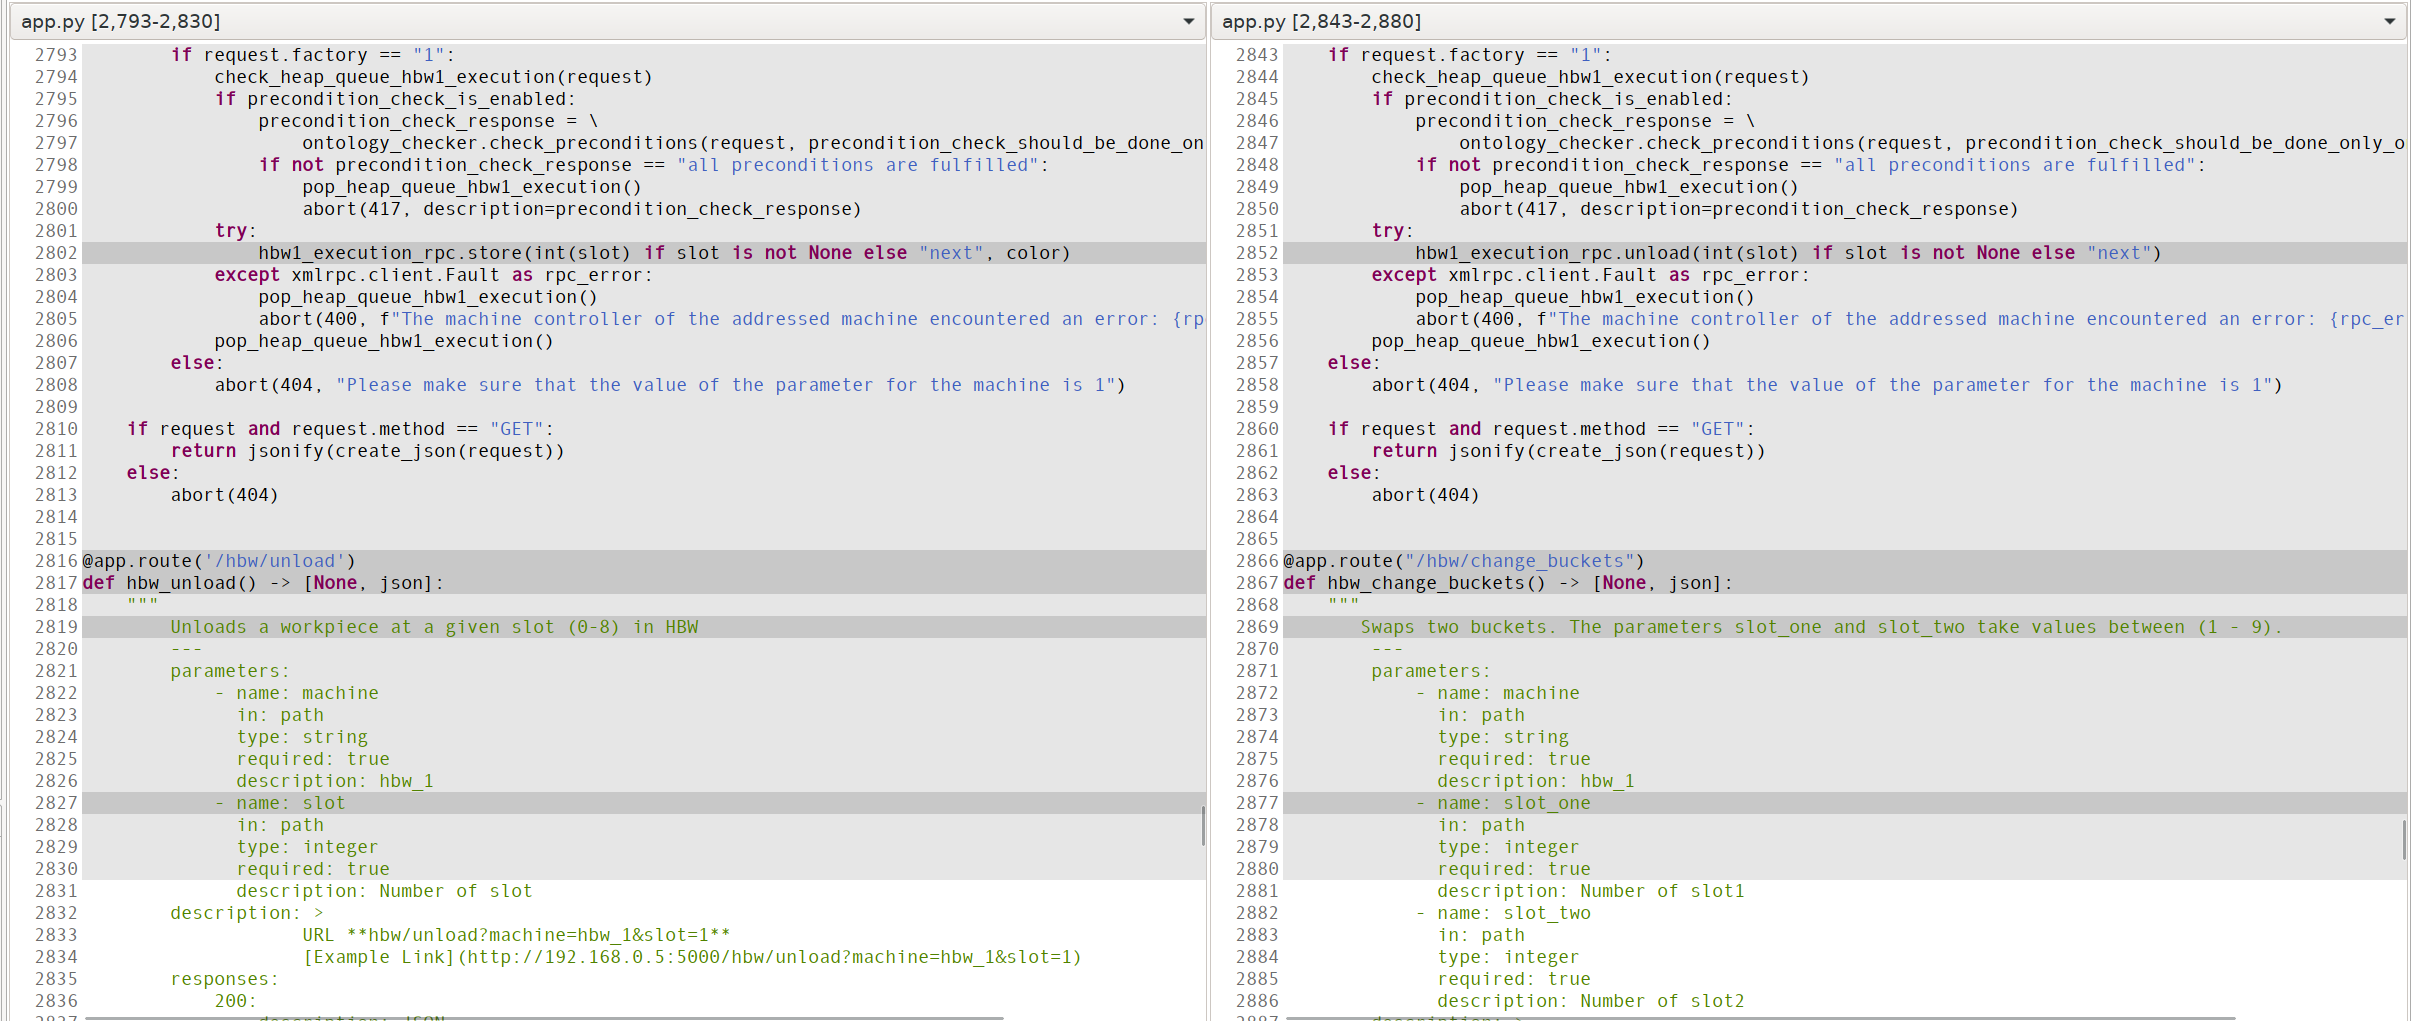 app.py [2,793-2,830]
2793        if request.factory == "1":
2794            check_heap_queue_hbw1_execution(request)
2795            if precondition_check_is_enabled:
2796                precondition_check_response = \
2797                    ontology_checker.check_preconditions(request, precondition_check_should_be_done_on
2798                if not precondition_check_response == "all preconditions are fulfilled":
2799                    pop_heap_queue_hbw1_execution()
2800                    abort(417, description=precondition_check_response)
2801            try:
2802                hbw1_execution_rpc.store(int(slot) if slot is not None else "next", color)
2803            except xmlrpc.client.Fault as rpc_error:
2804                pop_heap_queue_hbw1_execution()
2805                abort(400, f"The machine controller of the addressed machine encountered an error: {rp
2806            pop_heap_queue_hbw1_execution()
2807        else:
2808            abort(404, "Please make sure that the value of the parameter for the machine is 1")
2809
2810    if request and request.method == "GET":
2811        return jsonify(create_json(request))
2812    else:
2813        abort(404)
2814
2815
2816 @app.route('/hbw/unload')
2817 def hbw_unload() -> [None, json]:
2818    """
2819        Unloads a workpiece at a given slot (0-8) in HBW
2820        ---
2821        parameters:
2822            - name: machine
2823              in: path
2824              type: string
2825              required: true
2826              description: hbw_1
2827            - name: slot
2828              in: path
2829              type: integer
2830              required: true
2831              description: Number of slot
2832        description: >
2833                    URL **hbw/unload?machine=hbw_1&slot=1**
2834                    [Example Link](http://192.168.0.5:5000/hbw/unload?machine=hbw_1&slot=1)
2835        responses:
2836            200:
2837                description: JSON
app.py [2,843-2,880]
2843    if request.factory == "1":
2844        check_heap_queue_hbw1_execution(request)
2845        if precondition_check_is_enabled:
2846            precondition_check_response = \
2847                ontology_checker.check_preconditions(request, precondition_check_should_be_done_only_o
2848            if not precondition_check_response == "all preconditions are fulfilled":
2849                pop_heap_queue_hbw1_execution()
2850                abort(417, description=precondition_check_response)
2851        try:
2852            hbw1_execution_rpc.unload(int(slot) if slot is not None else "next")
2853        except xmlrpc.client.Fault as rpc_error:
2854            pop_heap_queue_hbw1_execution()
2855            abort(400, f"The machine controller of the addressed machine encountered an error: {rpc_er
2856        pop_heap_queue_hbw1_execution()
2857    else:
2858        abort(404, "Please make sure that the value of the parameter for the machine is 1")
2859
2860    if request and request.method == "GET":
2861        return jsonify(create_json(request))
2862    else:
2863        abort(404)
2864
2865
2866 @app.route("/hbw/change_buckets")
2867 def hbw_change_buckets() -> [None, json]:
2868    """
2869       Swaps two buckets. The parameters slot_one and slot_two take values between (1 - 9).
2870        ---
2871        parameters:
2872            - name: machine
2873              in: path
2874              type: string
2875              required: true
2876              description: hbw_1
2877            - name: slot_one
2878              in: path
2879              type: integer
2880              required: true
2881              description: Number of slot1
2882            - name: slot_two
2883              in: path
2884              type: integer
2885              required: true
2886              description: Number of slot2
2887        description: >